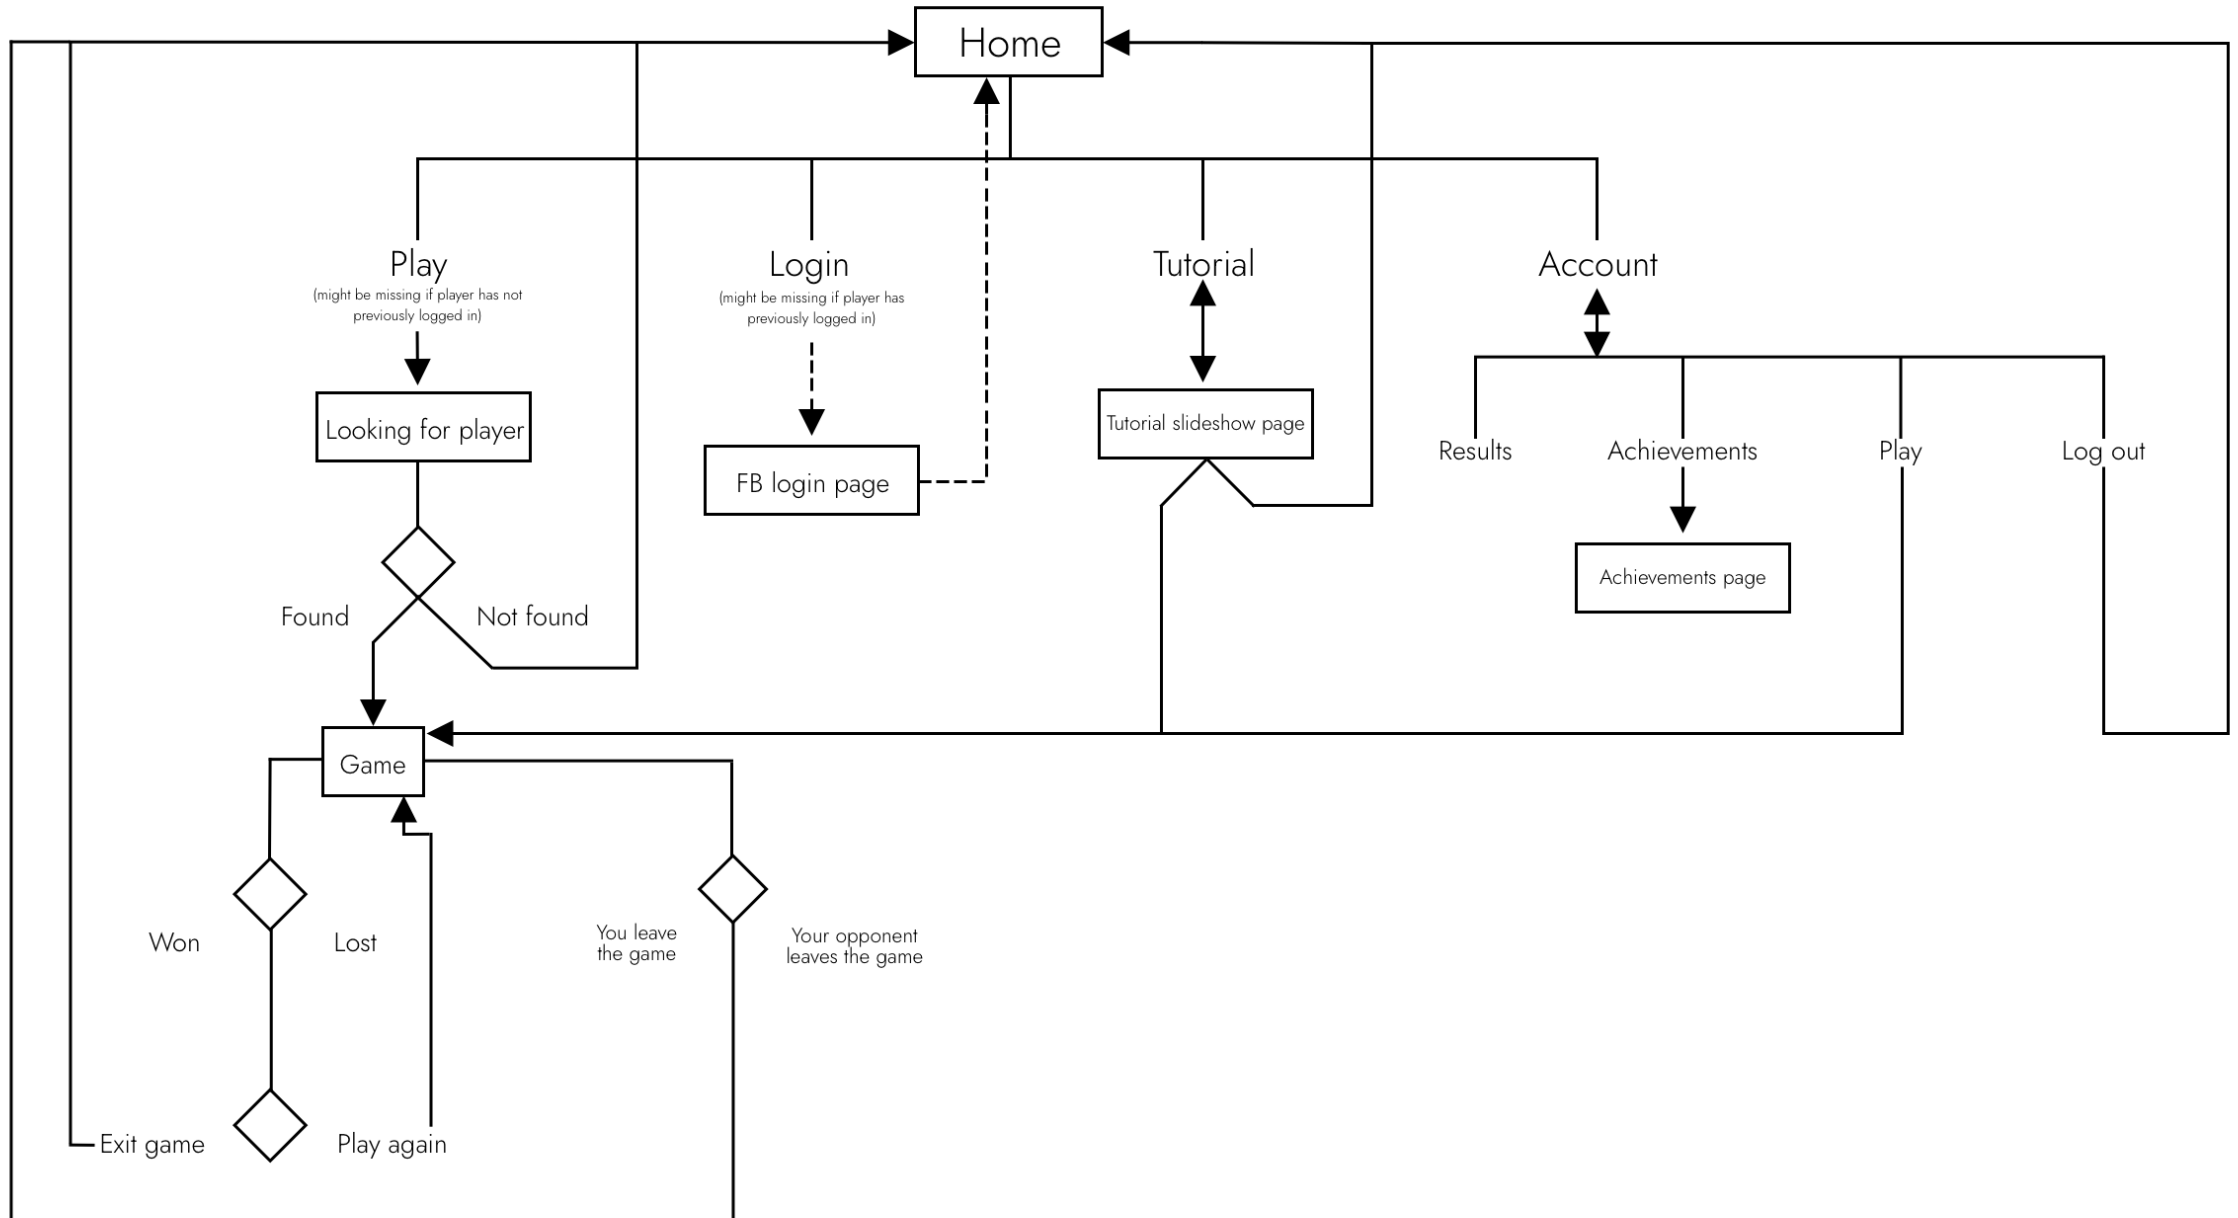 Home
Play
(might be missing if player has not
previously logged in)
Login
(might be missing if player has
previously logged in)
Tutorial
Account
Looking for player
FB login page
Tutorial slideshow page
Results
Achievements
Play
Log out
Achievements page
Found
Not found
Game
Won
Lost
You leave
the game
Your opponent
leaves the game
Exit game
Play again